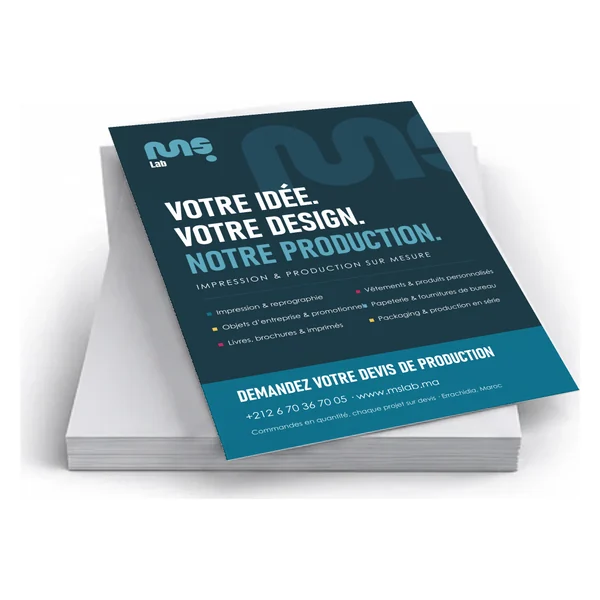 Ms
Lab
Ms
VOTRE IDÉE.
VOTRE DESIGN.
NOTRE PRODUCTION.
IMPRESSION & PRODUCTION SUR MESURE
Impression & reprographie
Objets d'entreprise & promotionnels
Livres, brochures & imprimés
Vêtements & produits personnalisés
Papeterie & fournitures de bureau
Packaging & production en série
DEMANDEZ VOTRE DEVIS DE PRODUCTION
+212 6 70 36 70 05 · www.mslab.ma
Commandes en quantité, chaque projet sur devis · Errachidia, Maroc